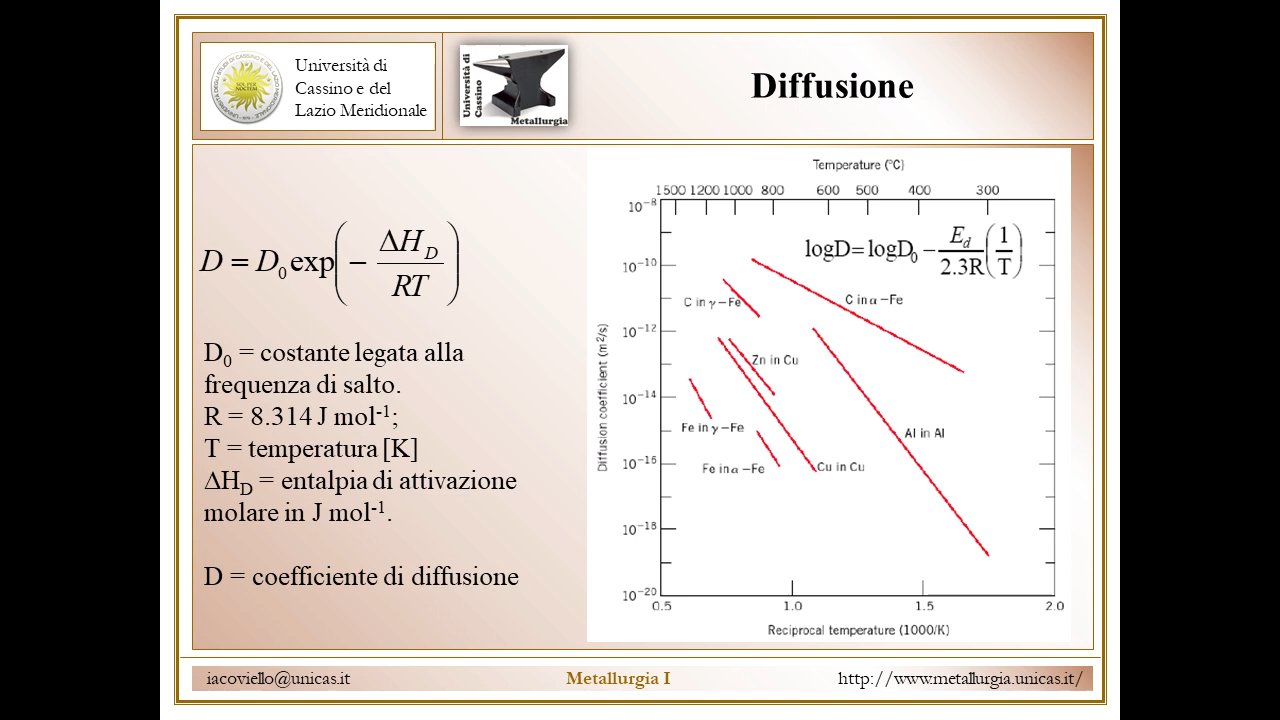 Università di
Cassino e del
Lazio Meridionale
Università di
Cassino
Metallurgia
Diffusione
D = D₀ exp(− ΔH_D / RT)
D₀ = costante legata alla
frequenza di salto.
R = 8.314 J mol⁻¹;
T = temperatura [K]
ΔH_D = entalpia di attivazione
molare in J mol⁻¹.
D = coefficiente di diffusione
Temperature (°C)
1500 1200 1000 800 600 500 400 300
logD=logD₀ − E_d / 2.3R (1/T)
Diffusion coefficient (m²/s)
10⁻⁸
10⁻¹⁰
10⁻¹²
10⁻¹⁴
10⁻¹⁶
10⁻¹⁸
10⁻²⁰
C in γ−Fe
C in α−Fe
Zn in Cu
Fe in γ−Fe
Al in Al
Fe in α−Fe
Cu in Cu
0.5 1.0 1.5 2.0
Reciprocal temperature (1000/K)
iacoviello@unicas.it
Metallurgia I
http://www.metallurgia.unicas.it/